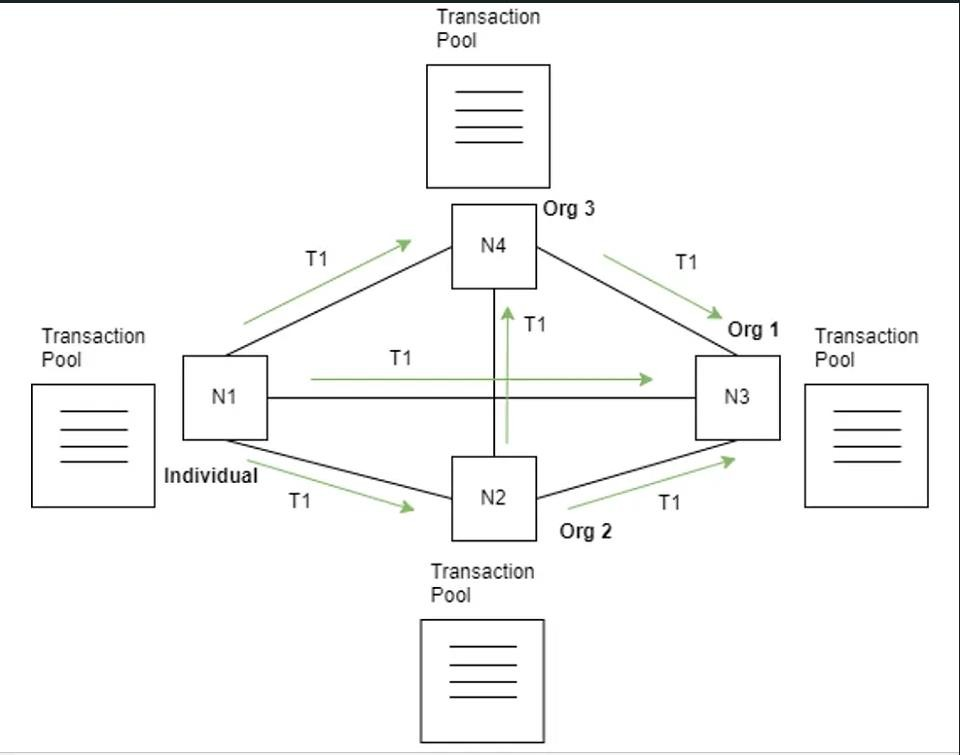 Transaction
Pool
Org 3
N4
T1
T1
T1
Transaction
Pool
Org 1
Transaction
Pool
T1
N1
N3
Individual
T1
N2
T1
Org 2
Transaction
Pool